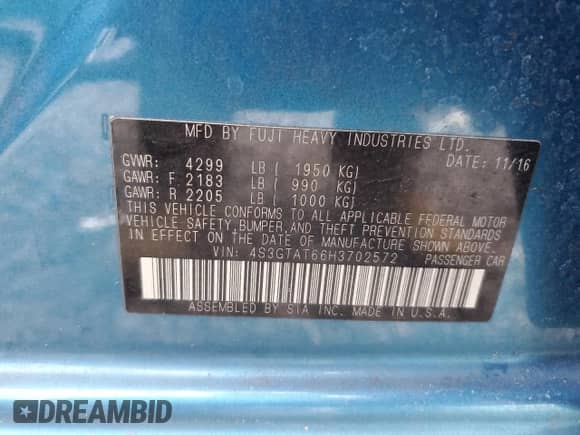 MFD BY FUJI HEAVY INDUSTRIES LTD.
GVWR: 4299 LB ( 1950 KG) DATE: 11/16
GAWR: F 2183 LB ( 990 KG)
GAWR: R 2205 LB ( 1000 KG)
THIS VEHICLE CONFORMS TO ALL APPLICABLE FEDERAL MOTOR
VEHICLE SAFETY,BUMPER,AND THEFT PREVENTION STANDARDS
IN EFFECT ON THE DATE OF MANUFACTURE SHOWN ABOVE.
VIN: 4S3GTAT66H3702572 PASSENGER CAR
ASSEMBLED BY SIA INC. MADE IN U.S.A.
DREAMBID